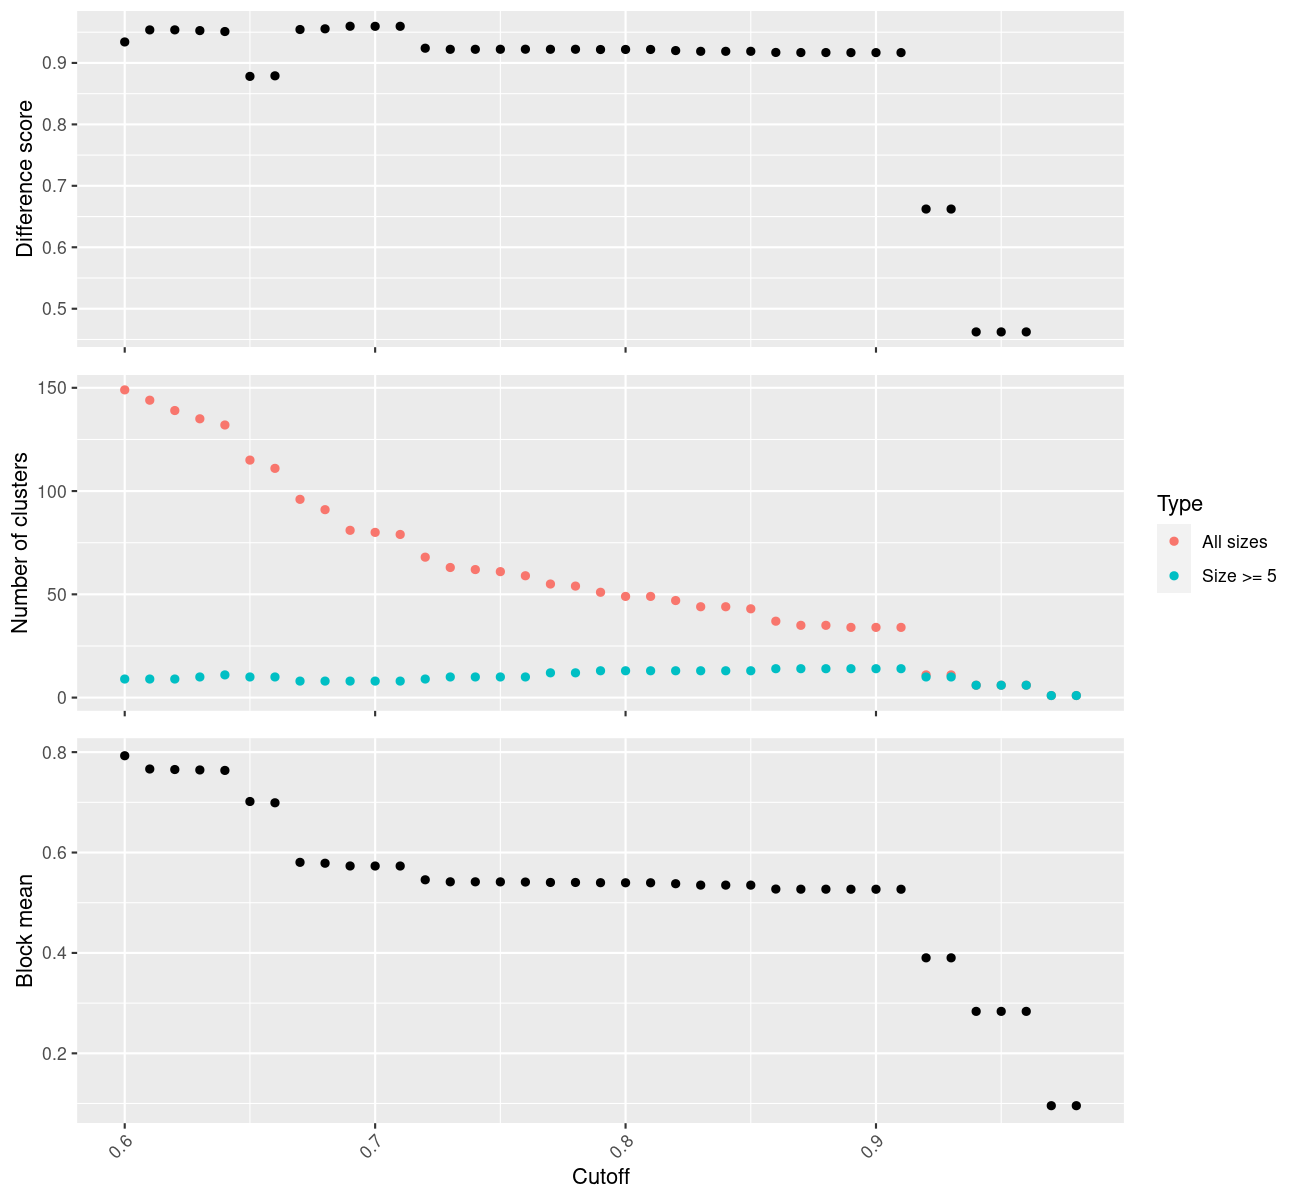 Difference score
0.9
0.8
0.7
0.6
0.5
Number of clusters
150
100
50
0
Type
All sizes
Size >= 5
Block mean
0.8
0.6
0.4
0.2
0.6 0.7 0.8 0.9
Cutoff